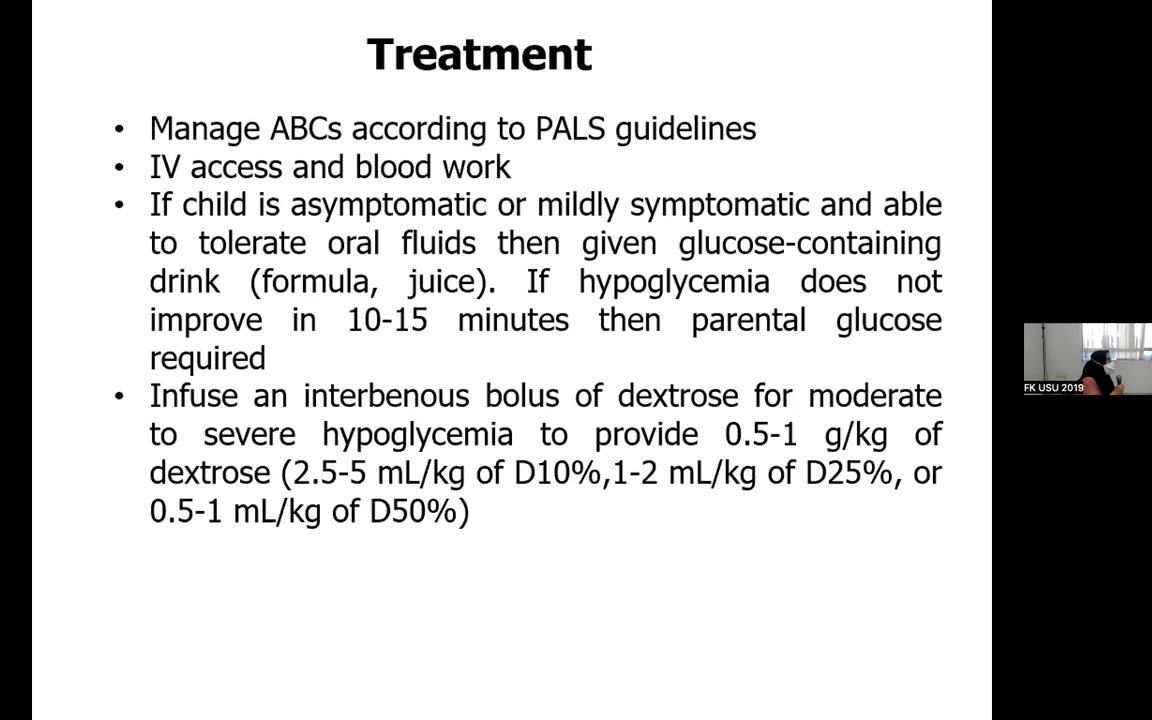 Treatment
• Manage ABCs according to PALS guidelines
• IV access and blood work
• If child is asymptomatic or mildly symptomatic and able
to tolerate oral fluids then given glucose-containing
drink (formula, juice). If hypoglycemia does not
improve in 10-15 minutes then parental glucose
required
• Infuse an interbenous bolus of dextrose for moderate
to severe hypoglycemia to provide 0.5-1 g/kg of
dextrose (2.5-5 mL/kg of D10%,1-2 mL/kg of D25%, or
0.5-1 mL/kg of D50%)
FK USU 2019